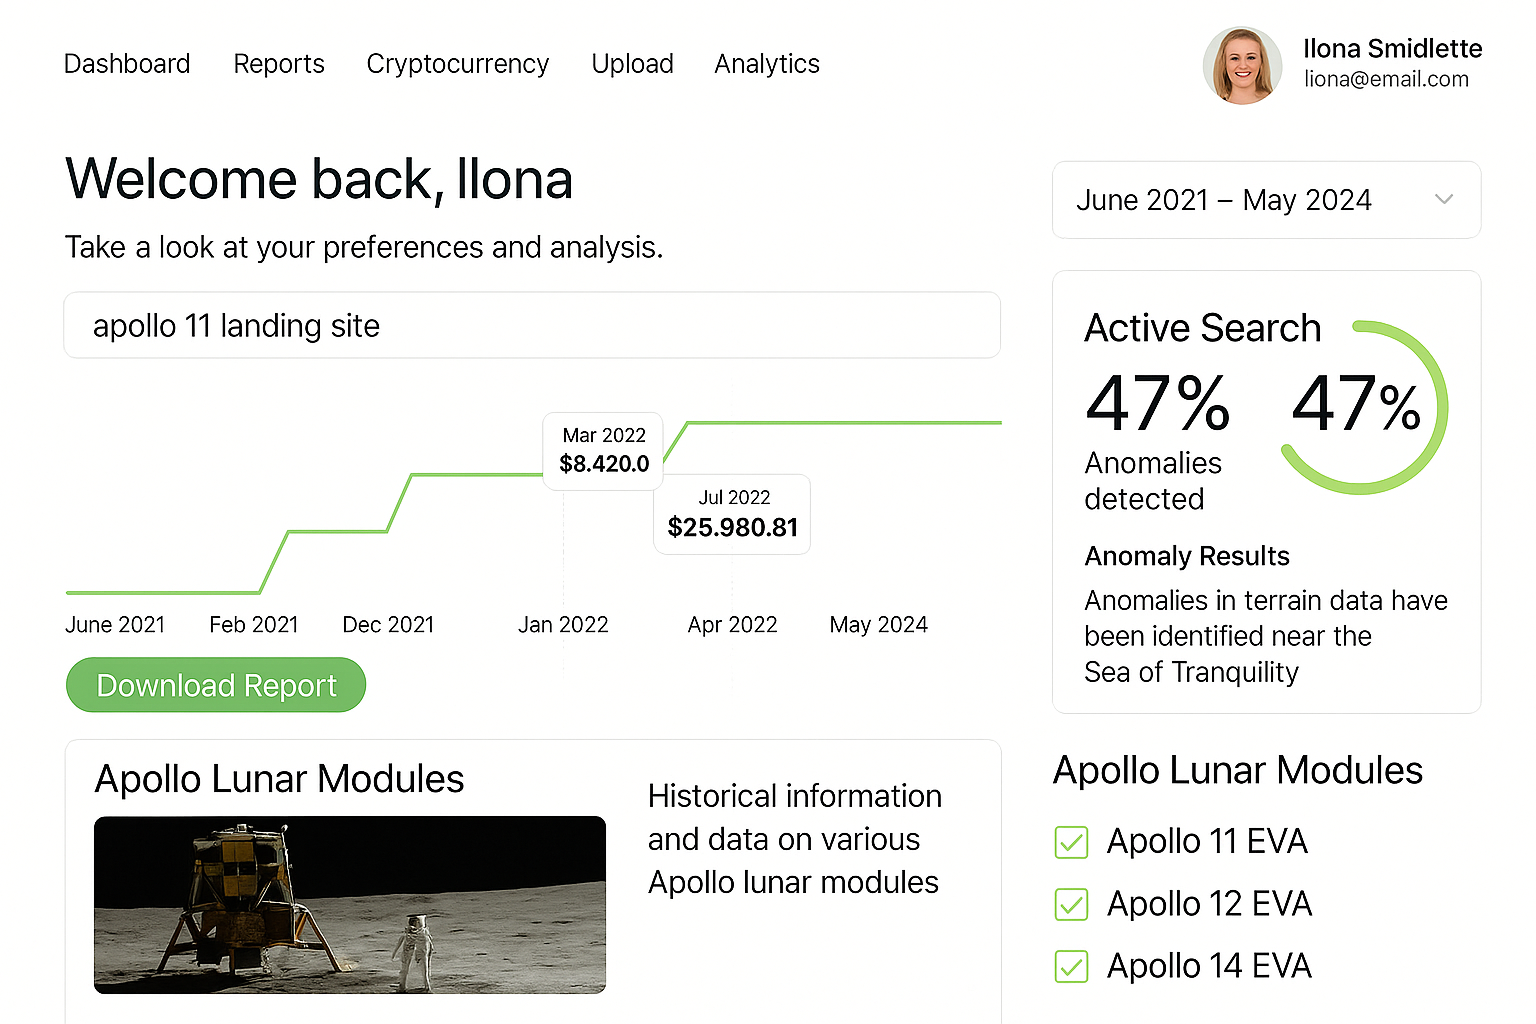 Dashboard Reports Cryptocurrency Upload Analytics
Ilona Smidlette
liona@email.com
Welcome back, Ilona
Take a look at your preferences and analysis.
apollo 11 landing site
Mar 2022
$8.420.0
Jul 2022
$25.980.81
June 2021 Feb 2021 Dec 2021 Jan 2022 Apr 2022 May 2024
Download Report
Apollo Lunar Modules
Historical information
and data on various
Apollo lunar modules
June 2021 – May 2024
Active Search
47% 47%
Anomalies
detected
Anomaly Results
Anomalies in terrain data have
been identified near the
Sea of Tranquility
Apollo Lunar Modules
Apollo 11 EVA
Apollo 12 EVA
Apollo 14 EVA